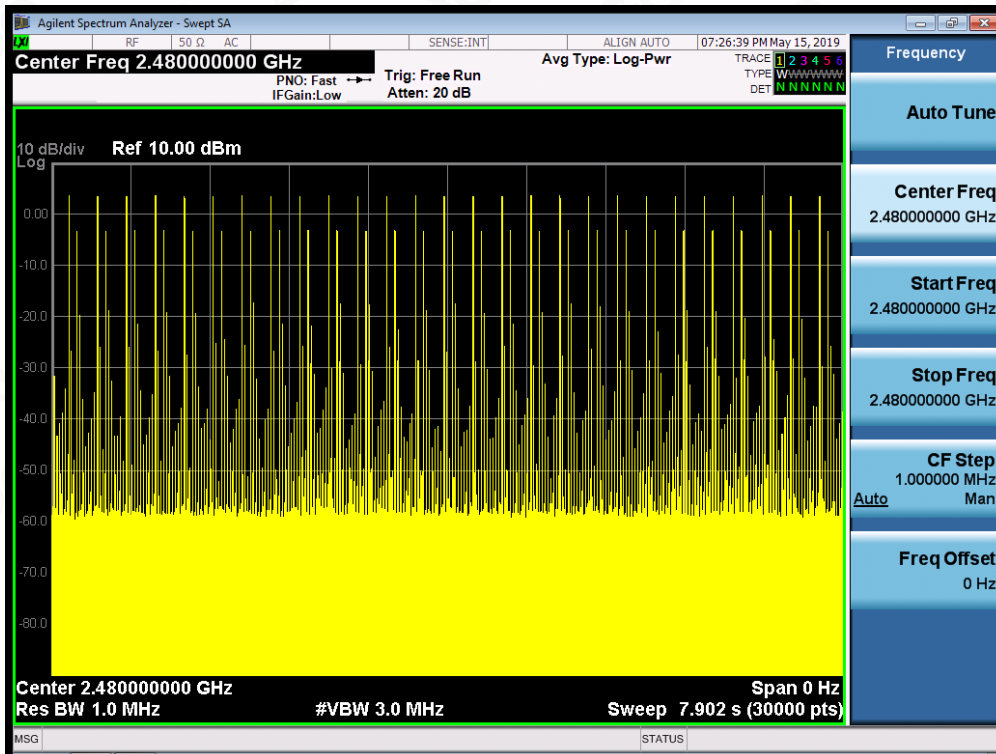 Agilent Spectrum Analyzer - Swept SA
LXI RF 50 Ω AC SENSE:INT ALIGN AUTO 07:26:39 PM May 15, 2019
Center Freq 2.480000000 GHz
PNO: Fast
IFGain:Low
Trig: Free Run
Atten: 20 dB
Avg Type: Log-Pwr
TRACE 1 2 3 4 5 6
TYPE WWWWWWW
DET N N N N N N
Frequency
Auto Tune
Center Freq
2.480000000 GHz
Start Freq
2.480000000 GHz
Stop Freq
2.480000000 GHz
CF Step
1.000000 MHz
Auto Man
Freq Offset
0 Hz
10 dB/div Ref 10.00 dBm
Log
0.00
-10.0
-20.0
-30.0
-40.0
-50.0
-60.0
-70.0
-80.0
Center 2.480000000 GHz Span 0 Hz
Res BW 1.0 MHz #VBW 3.0 MHz Sweep 7.902 s (30000 pts)
MSG STATUS